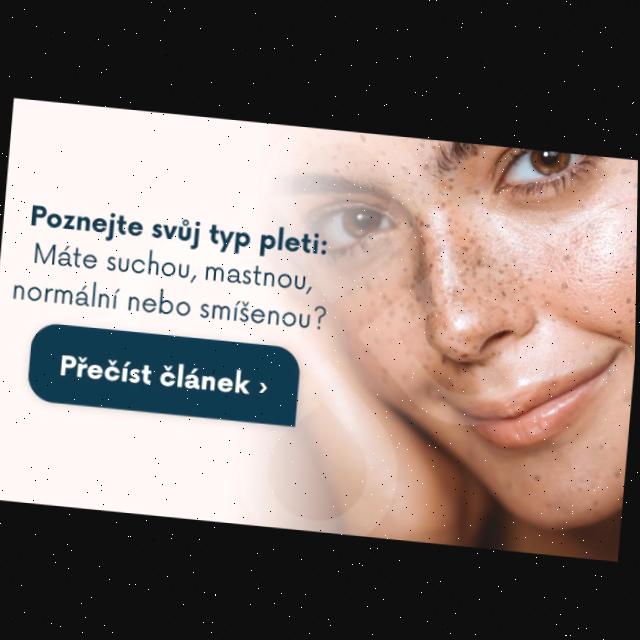 Poznejte svůj typ pleti:
Máte suchou, mastnou,
normální nebo smíšenou?
Přečíst článek ›